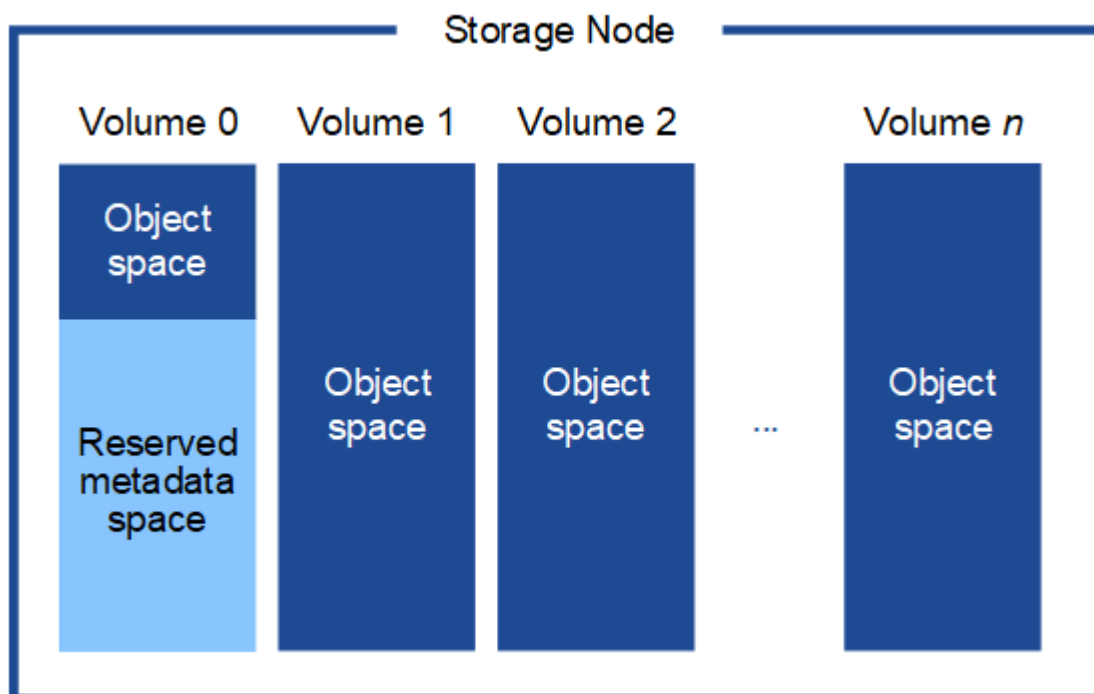 Storage Node
Volume 0
Volume 1
Volume 2
Volume n
Object
space
Reserved
metadata
space
Object
space
Object
space
...
Object
space